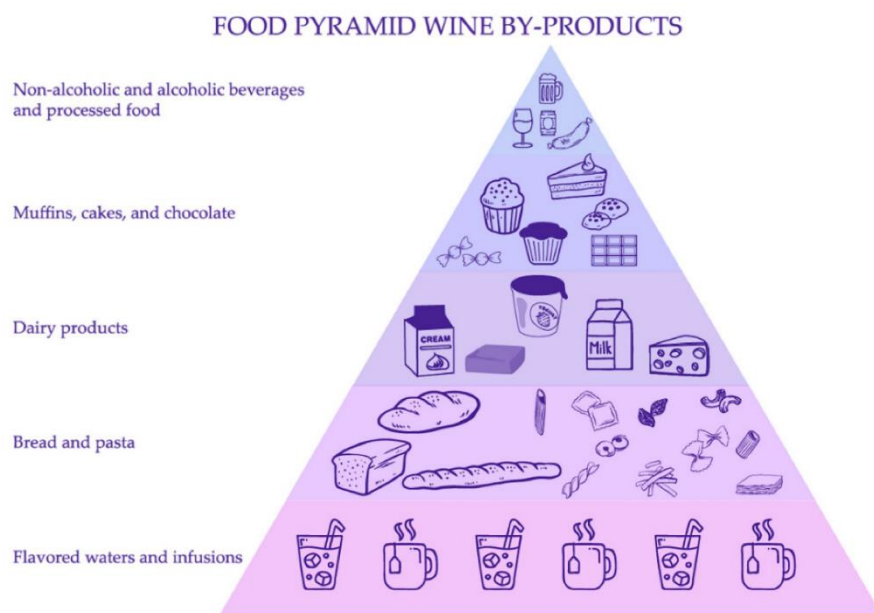 FOOD PYRAMID WINE BY-PRODUCTS
Non-alcoholic and alcoholic beverages
and processed food
Muffins, cakes, and chocolate
Dairy products
CREAM
Milk
Bread and pasta
Flavored waters and infusions